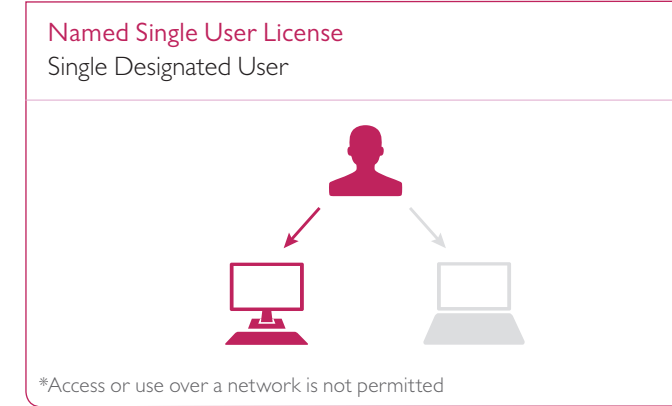 Named Single User License
Single Designated User
*Access or use over a network is not permitted